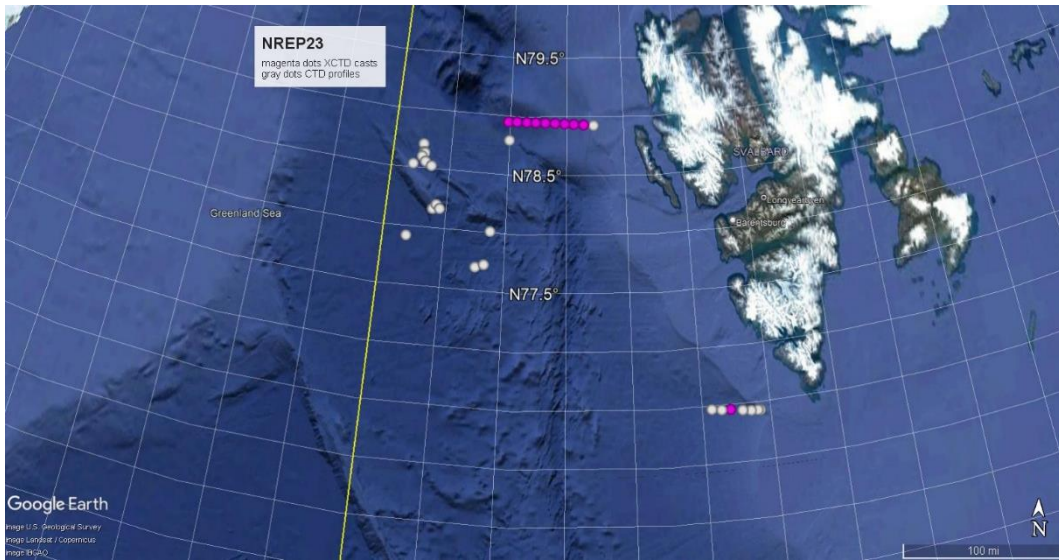 NREP23
magenta dots XCTD casts
gray dots CTD profiles
N79.5°
SVALBARD
N78.5°
Longyearbyen
Greenland Sea
Barentsburg
N77.5°
Google Earth
Image U.S. Geological Survey
Image Landsat / Copernicus
Image IBCAO
N
100 mi